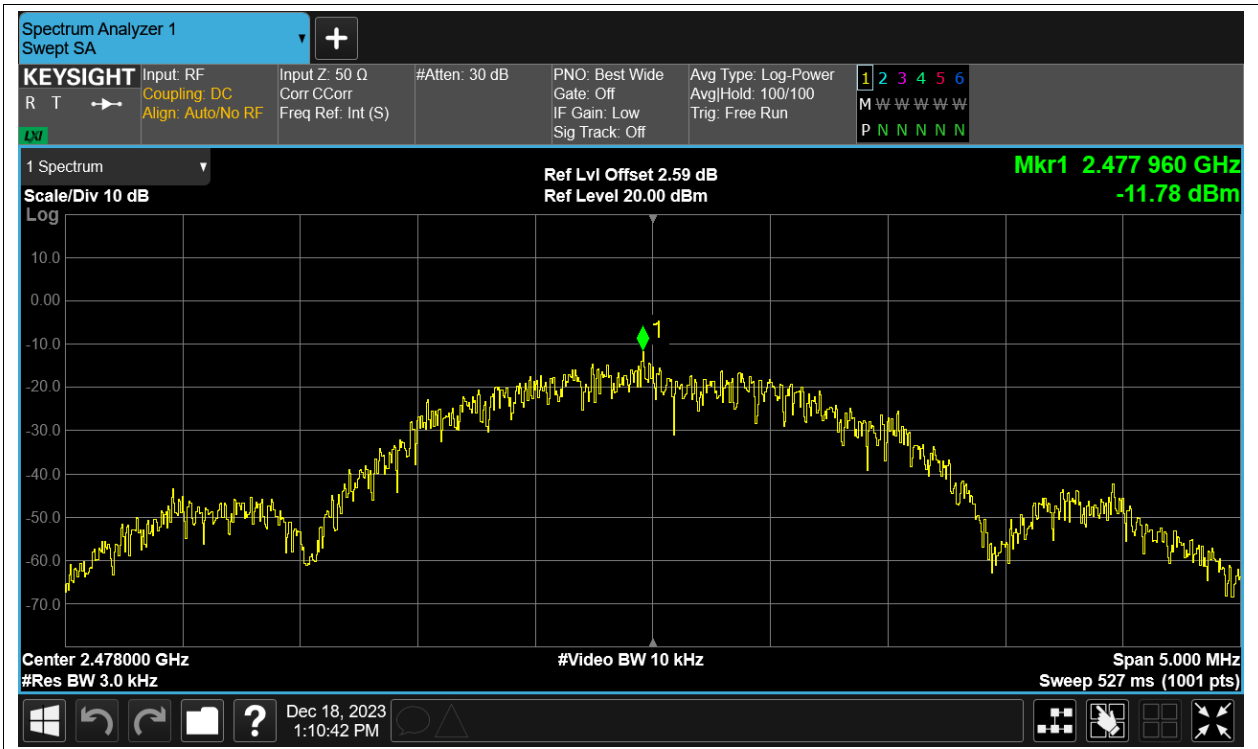 Spectrum Analyzer 1
Swept SA
+
KEYSIGHT
R T
LXI
Input: RF
Coupling: DC
Align: Auto/No RF
Input Z: 50 Ω
Corr CCorr
Freq Ref: Int (S)
#Atten: 30 dB
PNO: Best Wide
Gate: Off
IF Gain: Low
Sig Track: Off
Avg Type: Log-Power
Avg|Hold: 100/100
Trig: Free Run
1 2 3 4 5 6
M W W W W W W
P N N N N N N
1 Spectrum
Scale/Div 10 dB
Log
Ref Lvl Offset 2.59 dB
Ref Level 20.00 dBm
Mkr1 2.477 960 GHz
-11.78 dBm
10.0
0.00
-10.0
-20.0
-30.0
-40.0
-50.0
-60.0
-70.0
1
Center 2.478000 GHz
#Res BW 3.0 kHz
#Video BW 10 kHz
Span 5.000 MHz
Sweep 527 ms (1001 pts)
?
Dec 18, 2023
1:10:42 PM